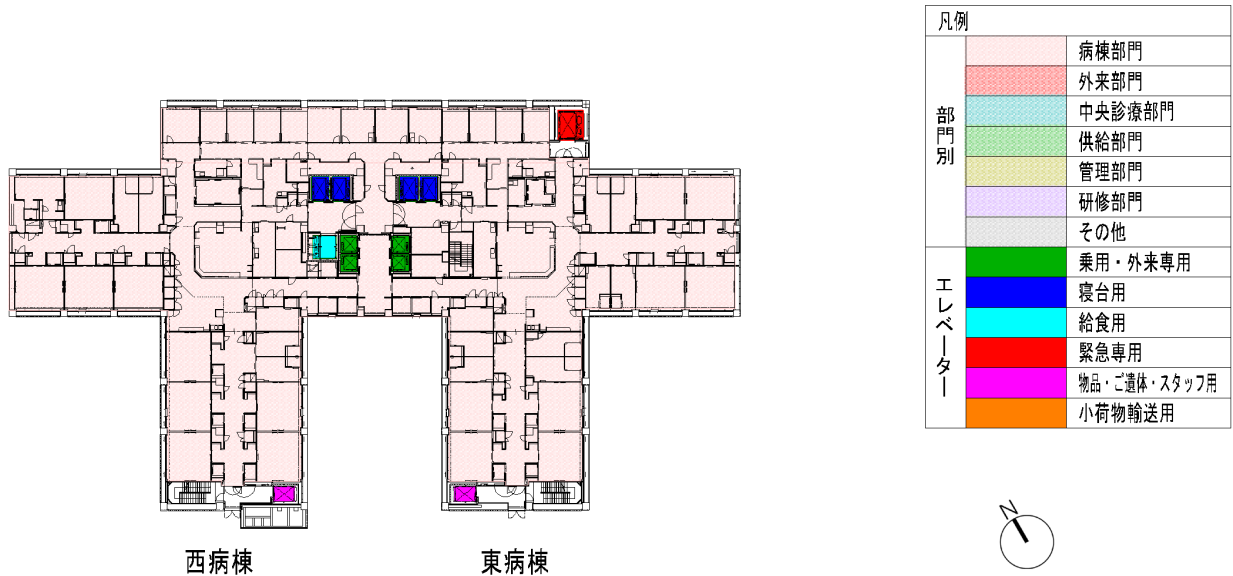 凡例
部門別
病棟部門
外来部門
中央診療部門
供給部門
管理部門
研修部門
その他
エレベーター
乗用・外来専用
寝台用
給食用
緊急専用
物品・ご遺体・スタッフ用
小荷物輸送用
N
西病棟
東病棟